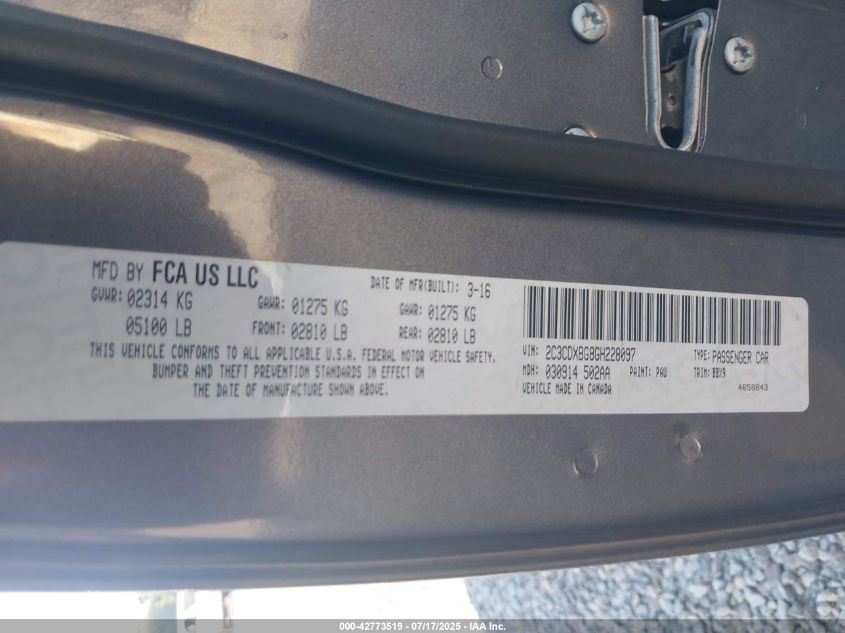 MFD BY FCA US LLC
DATE OF MFR(BUILT): 3-16
GVWR: 02314 KG
GAWR: 01275 KG
GAWR: 01275 KG
05100 LB
FRONT: 02810 LB
REAR: 02810 LB
THIS VEHICLE CONFORMS TO ALL APPLICABLE U.S.A. FEDERAL MOTOR VEHICLE SAFETY,
BUMPER AND THEFT PREVENTION STANDARDS IN EFFECT ON
THE DATE OF MANUFACTURE SHOWN ABOVE.
VIN: 2C3CDXBG8GH228097
TYPE: PASSENGER CAR
MDH: 030914 502AA
PAINT: PAU
TRIM: BBX9
VEHICLE MADE IN CANADA
4658843
000-42773519 - 07/17/2025 - IAA Inc.